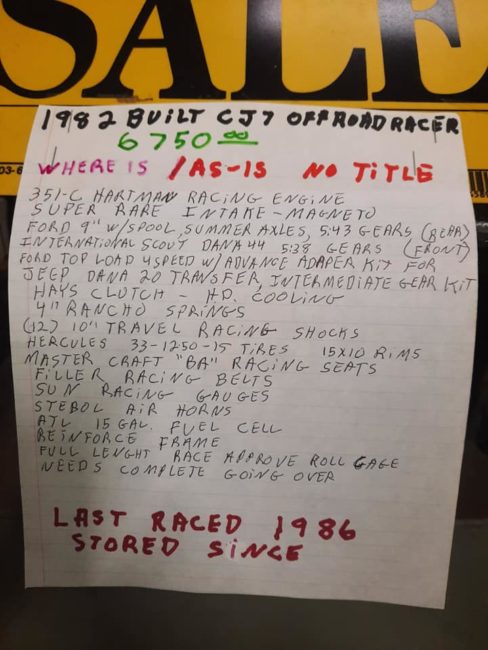 SALE
03-6
1982 BUILT CJ7 OFFROAD RACER
6750 00
WHERE IS / AS-IS NO TITLE
351-C HARTMAN RACING ENGINE
SUPER RARE INTAKE - MAGNETO
FORD 9" W/SPOOL, SUMMER AXLES, 5:43 GEARS (REAR)
INTERNATIONAL SCOUT DANA 44 5:38 GEARS (FRONT)
FORD TOP LOAD 4 SPEED W/ADVANCE ADAPER KIT FOR
JEEP DANA 20 TRANSFER, INTERMEDIATE GEAR KIT
HAYS CLUTCH - H.D. COOLING
4" RANCHO SPRINGS
(12) 10" TRAVEL RACING SHOCKS
HERCULES 33-1250-15 TIRES 15X10 RIMS
MASTER CRAFT "BA" RACING SEATS
FILLER RACING BELTS
SUN RACING GAUGES
STEBOL AIR HORNS
ATL 15 GAL. FUEL CELL
REINFORCE FRAME
FULL LENGHT RACE APPROVE ROLL GAGE
NEEDS COMPLETE GOING OVER
LAST RACED 1986
STORED SINCE